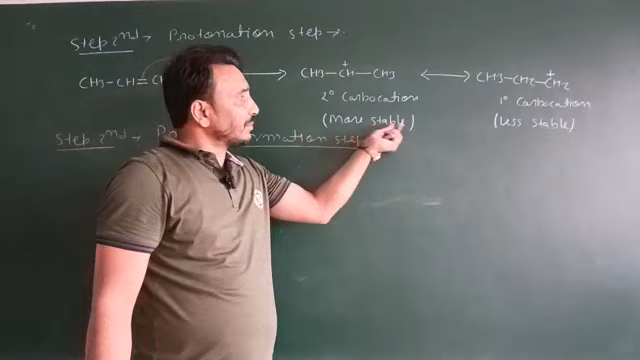 Step 2nd → Protonation step →
CH3-CH= → CH3-CH-CH3 ⟷ CH3-CH2-CH2
+ +
2° Carbocation 1° Carbocation
(More stable) (Less stable)
Step 2nd → formation step